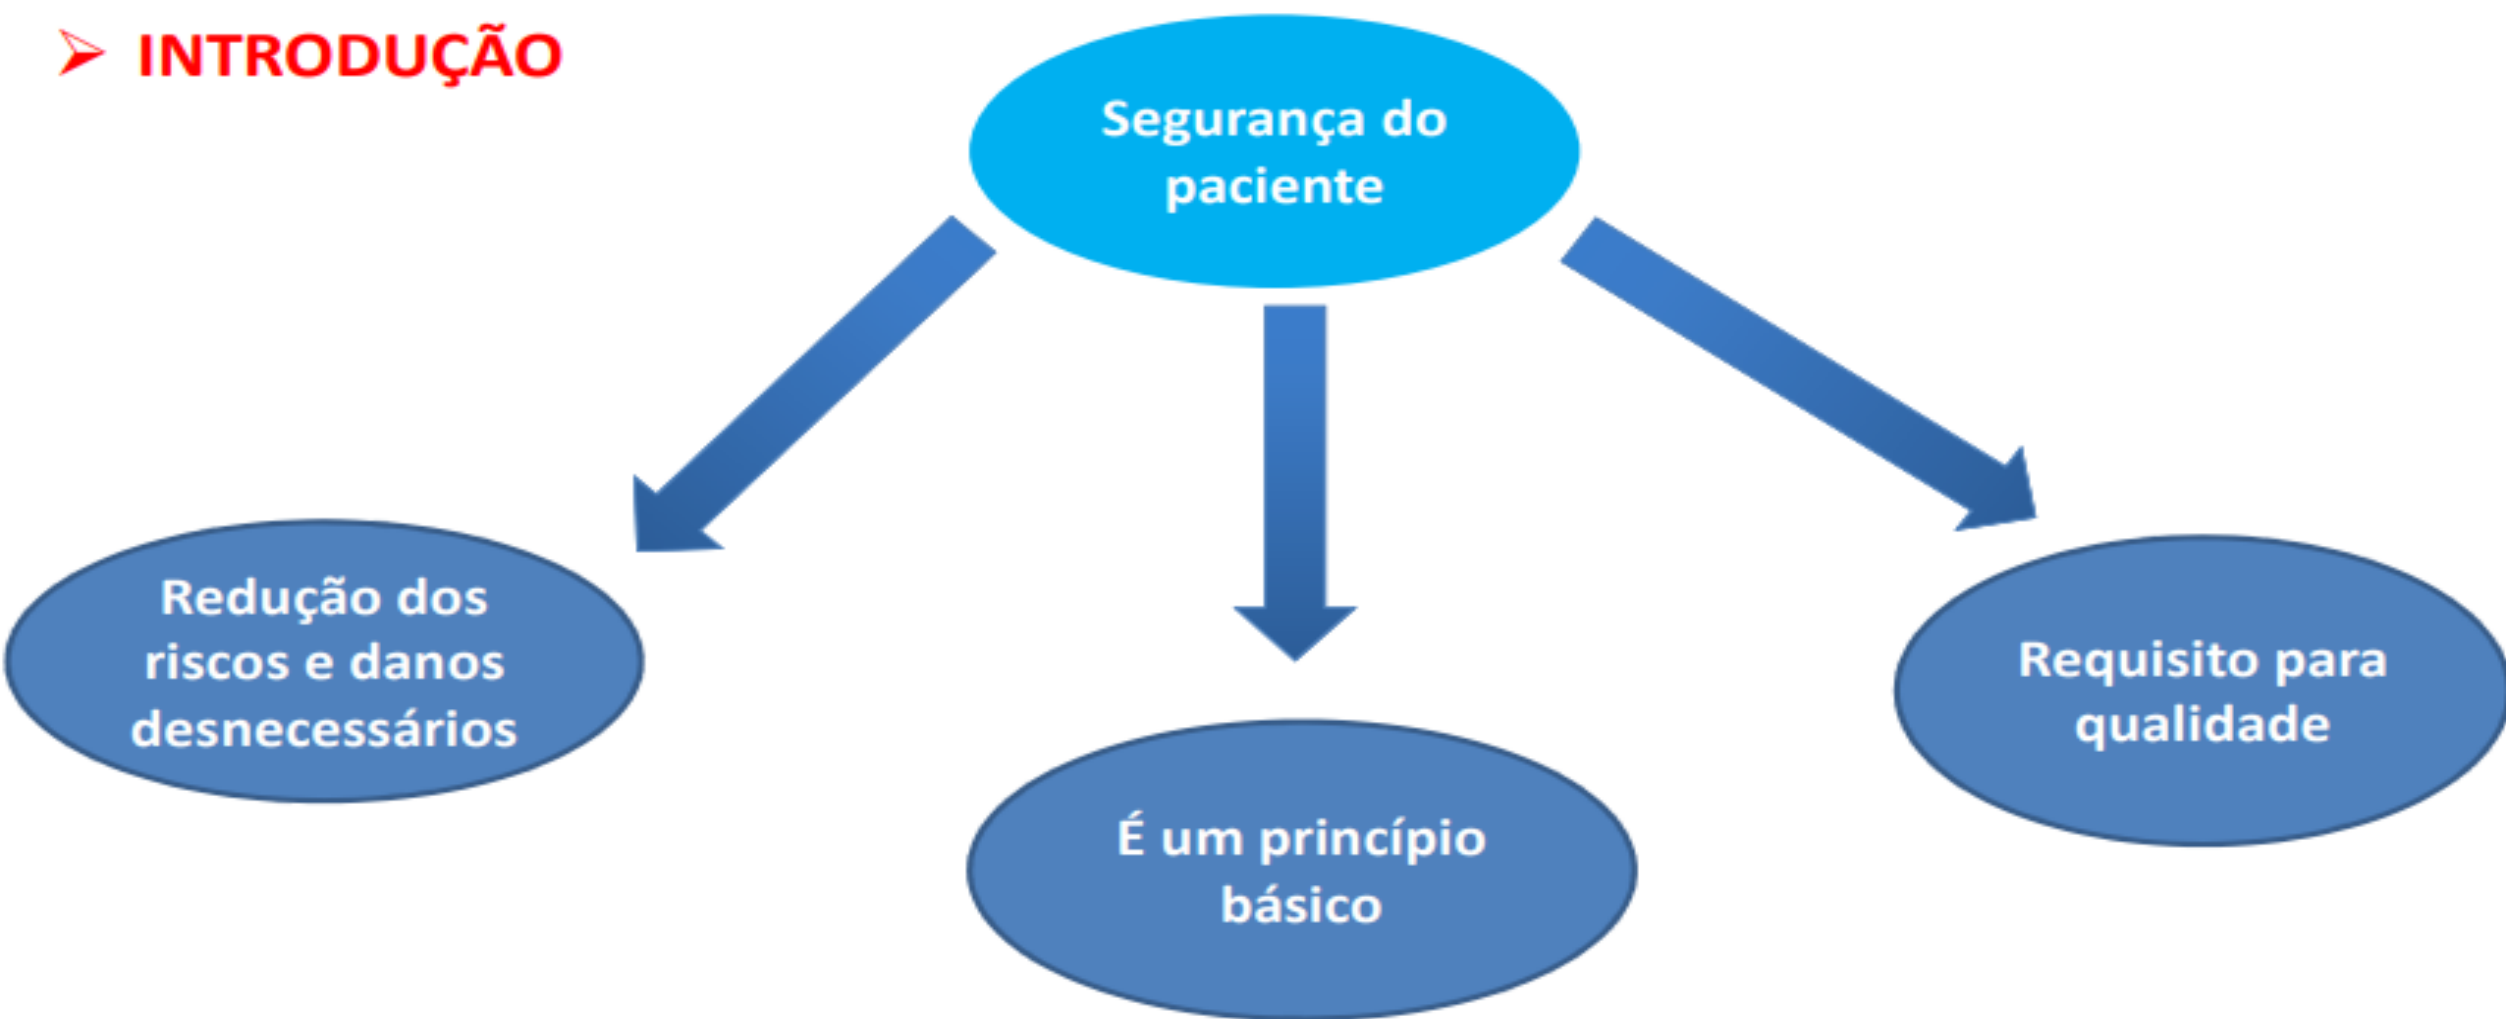 INTRODUÇÃO
Segurança do
paciente
Redução dos
riscos e danos
desnecessários
É um princípio
básico
Requisito para
qualidade